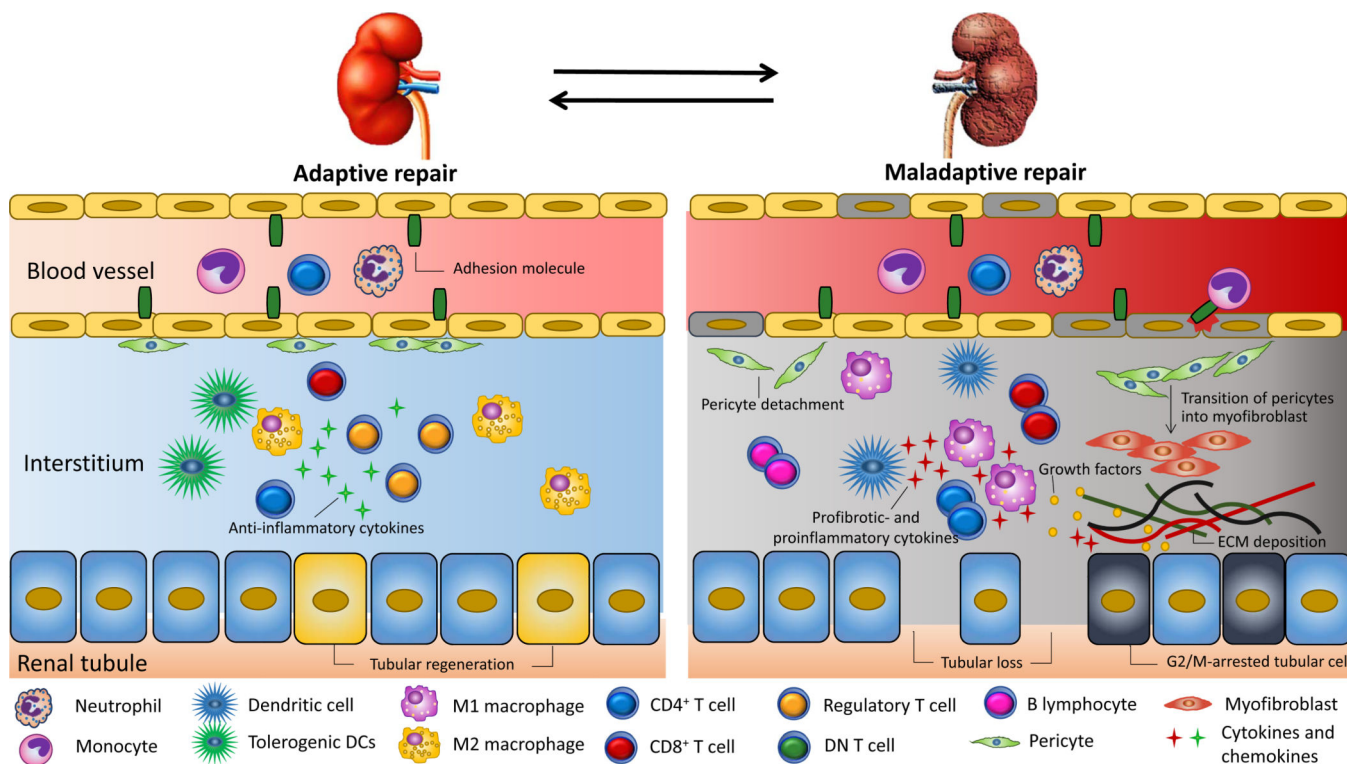 Adaptive repair
Maladaptive repair
Blood vessel
Adhesion molecule
Interstitium
Anti-inflammatory cytokines
Pericyte detachment
Transition of pericytes
into myofibroblast
Growth factors
Profibrotic- and
proinflammatory cytokines
ECM deposition
Renal tubule
Tubular regeneration
Tubular loss
G2/M-arrested tubular cell
Neutrophil
Dendritic cell
M1 macrophage
CD4⁺ T cell
Regulatory T cell
B lymphocyte
Myofibroblast
Monocyte
Tolerogenic DCs
M2 macrophage
CD8⁺ T cell
DN T cell
Pericyte
Cytokines and
chemokines